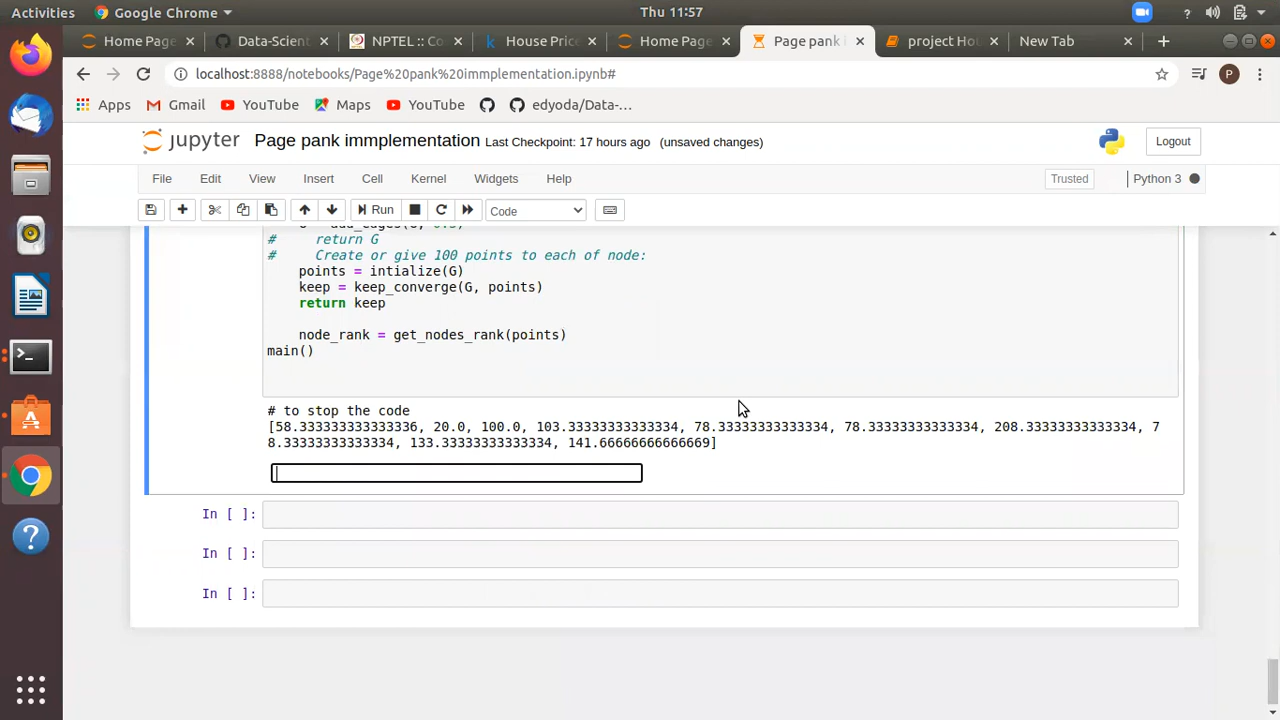 Activities Google Chrome Thu 11:57
Home Page Data-Scient NPTEL :: Co House Price Home Page Page pank i project Hou New Tab
localhost:8888/notebooks/Page%20pank%20immplementation.ipynb#
P
Apps Gmail YouTube Maps YouTube edyoda/Data-...
jupyter Page pank immplementation Last Checkpoint: 17 hours ago (unsaved changes) Logout
File Edit View Insert Cell Kernel Widgets Help Trusted Python 3
Run Code
#     return G
#     Create or give 100 points to each of node:
points = intialize(G)
keep = keep_converge(G, points)
return keep
node_rank = get_nodes_rank(points)
main()
# to stop the code
[58.333333333333336, 20.0, 100.0, 103.33333333333334, 78.33333333333334, 78.33333333333334, 208.33333333333334, 7
8.33333333333334, 133.33333333333334, 141.66666666666669]
In [ ]:
In [ ]:
In [ ]: